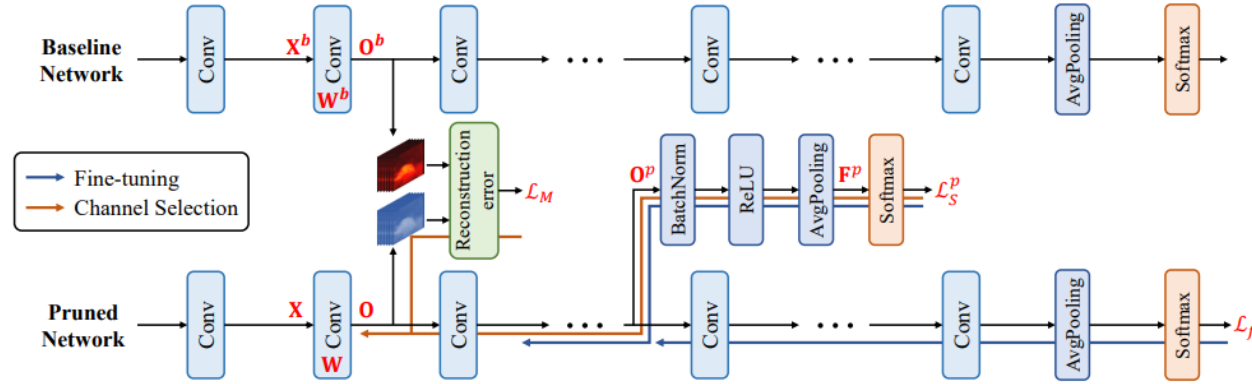 Baseline
Network
Conv
X^b
Conv
W^b
O^b
Conv
...
Conv
...
Conv
AvgPooling
Softmax
Fine-tuning
Channel Selection
Reconstruction
error
ℒ_M
O^p
BatchNorm
ReLU
AvgPooling
F^p
Softmax
ℒ_S^p
Pruned
Network
Conv
X
Conv
W
O
Conv
...
Conv
...
Conv
AvgPooling
Softmax
ℒ_f